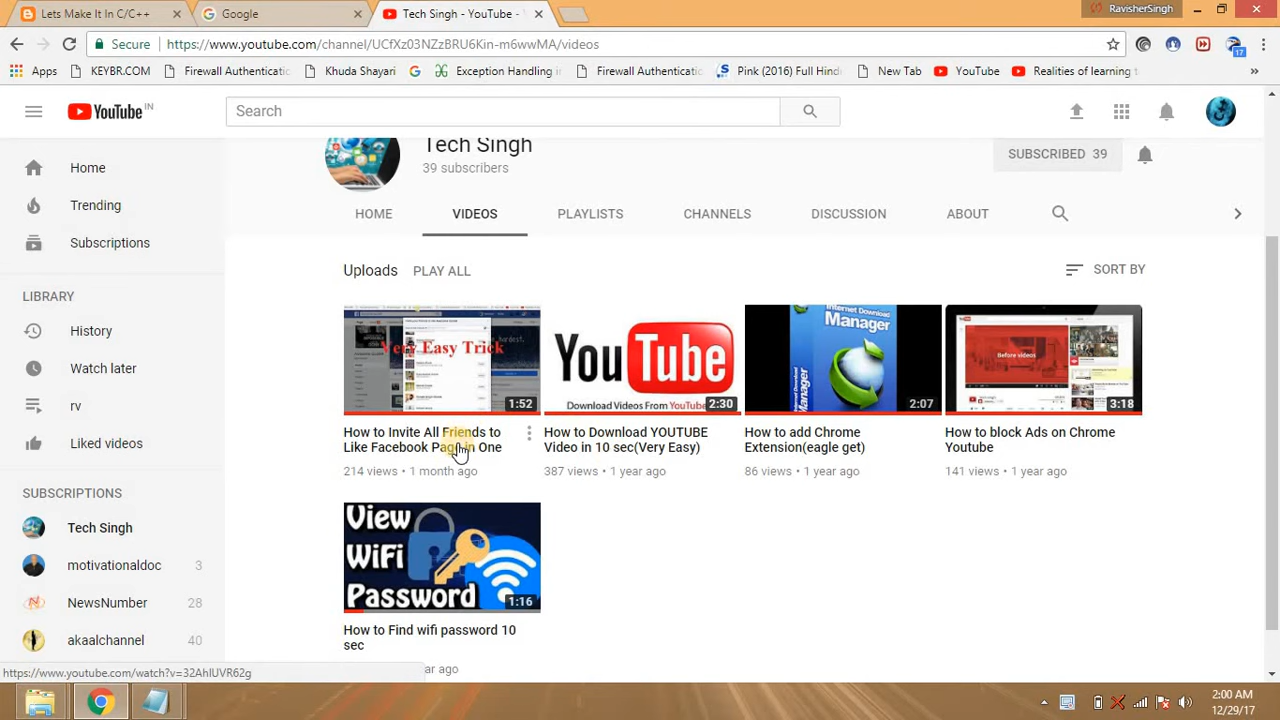 Lets Make It In C/C++
Google
Tech Singh - YouTube -
RavisherSingh
Secure
https://www.youtube.com/channel/UCfXz03NZzBRU6Kin-m6wwMA/videos
17
Apps
KEYBR.COM
Firewall Authenticatio
Khuda Shayari
Exception Handling i
Firewall Authenticatio
Pink (2016) Full Hindi
New Tab
YouTube
Realities of learning t
»
YouTube IN
Search
Tech Singh
39 subscribers
SUBSCRIBED 39
Home
Trending
Subscriptions
HOME
VIDEOS
PLAYLISTS
CHANNELS
DISCUSSION
ABOUT
LIBRARY
History
Watch later
rv
Liked videos
SUBSCRIPTIONS
Tech Singh
motivationaldoc 3
NewsNumber 28
akaalchannel 40
Uploads
PLAY ALL
SORT BY
Very Easy Trick
1:52
How to Invite All Friends to
Like Facebook Page in One
214 views • 1 month ago
YouTube
Download Videos From YouTube
2:30
How to Download YOUTUBE
Video in 10 sec(Very Easy)
387 views • 1 year ago
Internet Download
Manager
2:07
How to add Chrome
Extension(eagle get)
86 views • 1 year ago
Before videos
3:18
How to block Ads on Chrome
Youtube
141 views • 1 year ago
View
WiFi
Password
1:16
How to Find wifi password 10
sec
ar ago
https://www.youtube.com/watch?v=32AhlUVR62g
2:00 AM
12/29/17